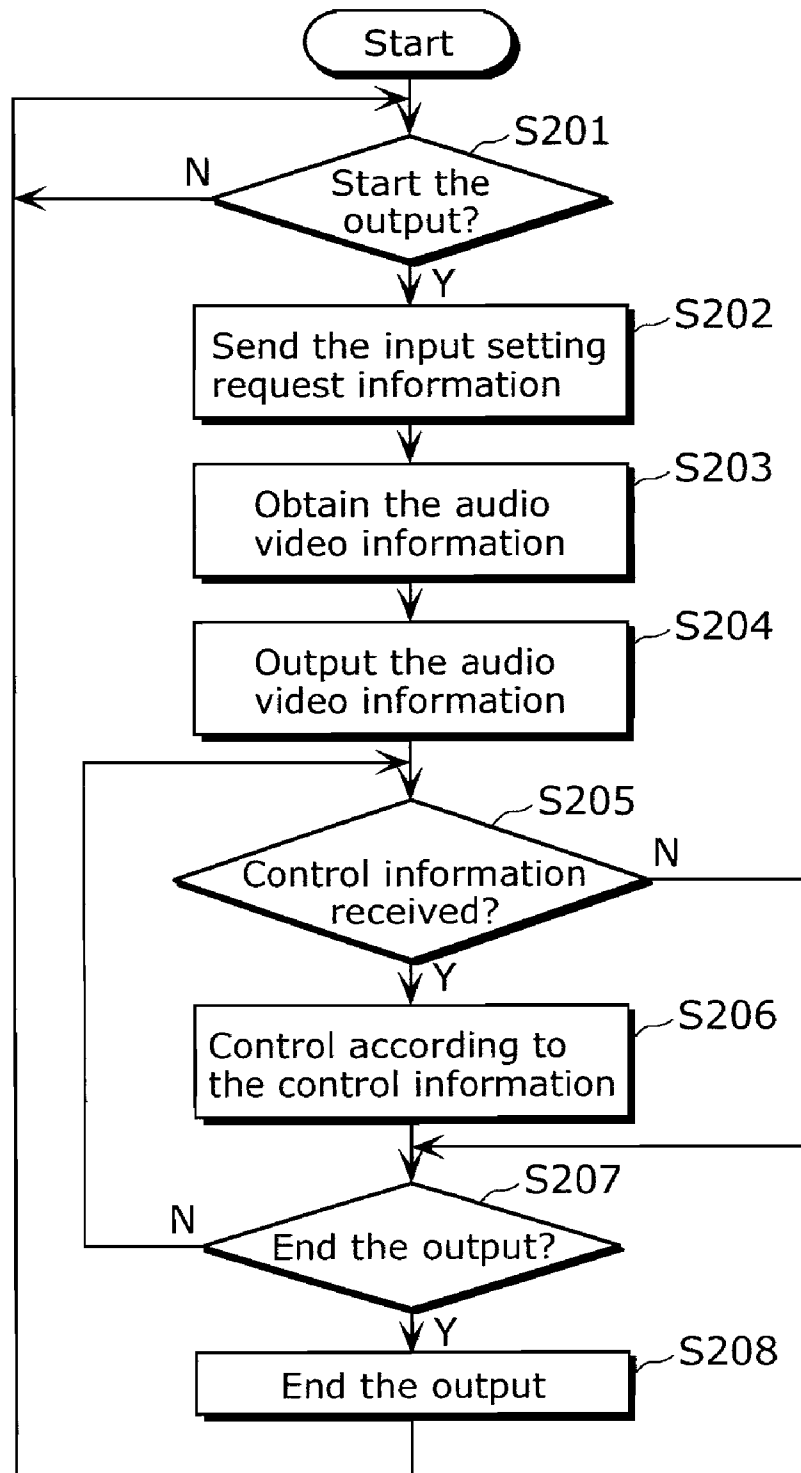 Start
S201
N
Start the
output?
Y
S202
Send the input setting
request information
S203
Obtain the audio
video information
S204
Output the audio
video information
S205
N
Control information
received?
Y
S206
Control according to
the control information
S207
N
End the output?
Y
S208
End the output